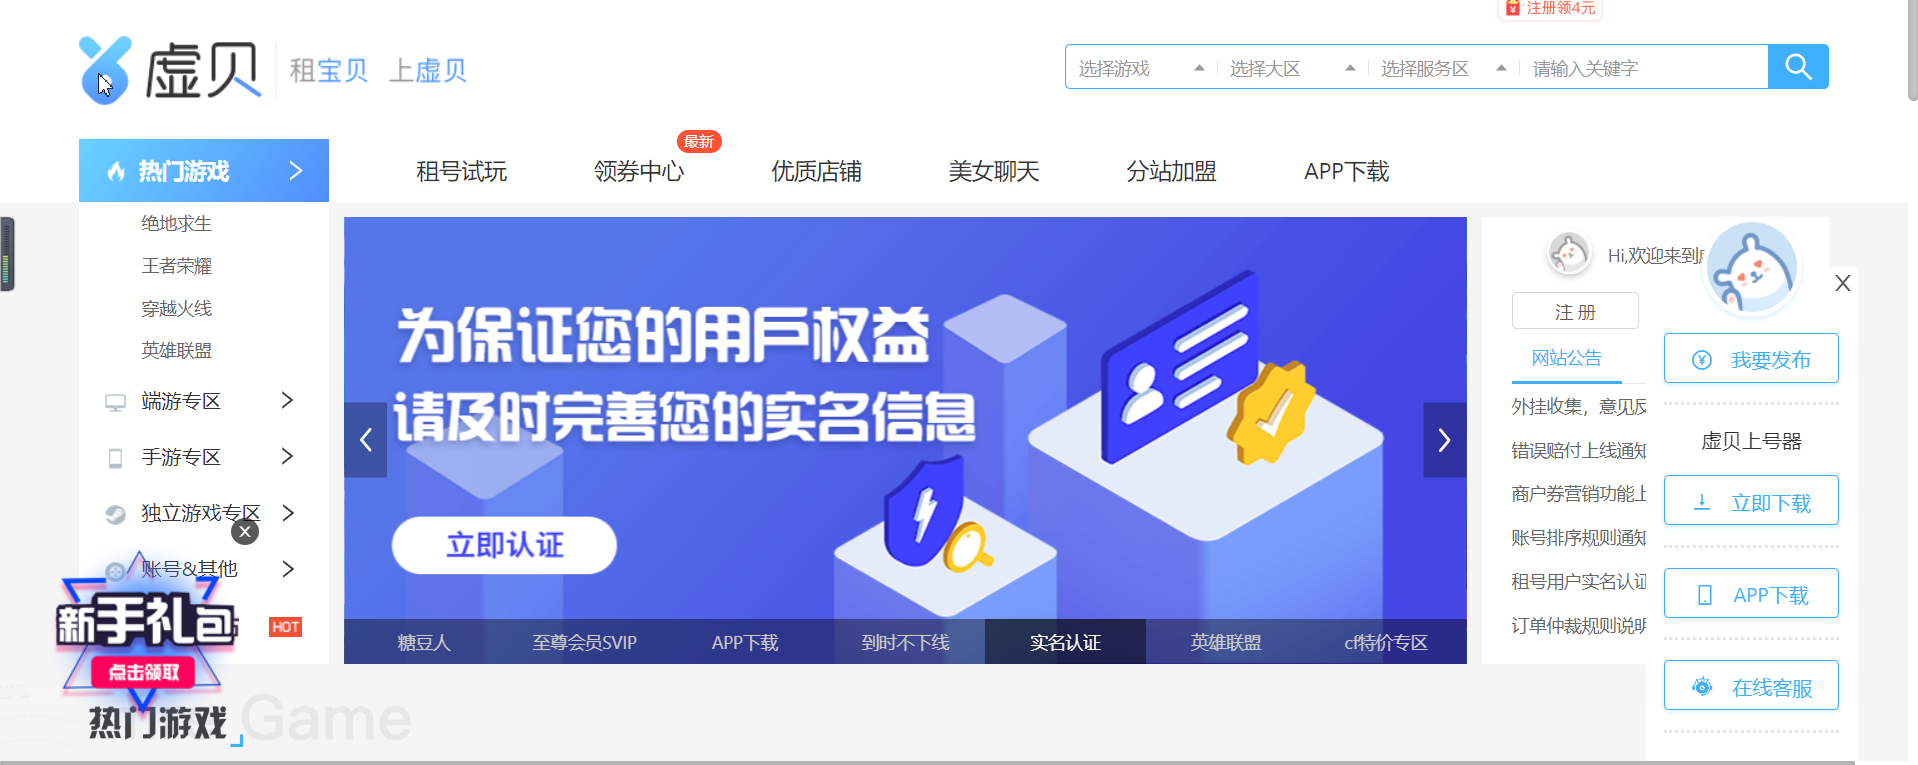 注册领4元
虚贝
租宝贝 上虚贝
选择游戏 选择大区 选择服务区 请输入关键字
热门游戏
租号试玩 领券中心 最新 优质店铺 美女聊天 分站加盟 APP下载
绝地求生
王者荣耀
穿越火线
英雄联盟
端游专区
手游专区
独立游戏专区
账号&其他
HOT
新手礼包
点击领取
为保证您的用户权益
请及时完善您的实名信息
立即认证
糖豆人 至尊会员SVIP APP下载 到时不下线 实名认证 英雄联盟 cf特价专区
Hi,欢迎来到
注 册
网站公告
外挂收集，意见反
错误赔付上线通知
商户券营销功能上
账号排序规则通知
租号用户实名认证
订单仲裁规则说明
X
我要发布
虚贝上号器
立即下载
APP下载
在线客服
热门游戏 Game